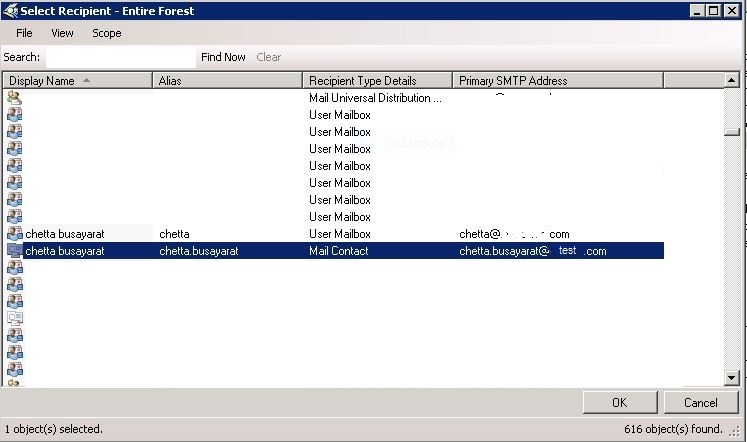 Select Recipient - Entire Forest
File View Scope
Search: Find Now Clear
Display Name Alias Recipient Type Details Primary SMTP Address
Mail Universal Distribution ...
User Mailbox
User Mailbox
User Mailbox
User Mailbox
User Mailbox
User Mailbox
User Mailbox
chetta busayarat chetta User Mailbox chetta@ com
chetta busayarat chetta.busayarat Mail Contact chetta.busayarat@ test .com
OK Cancel
1 object(s) selected. 616 object(s) found.